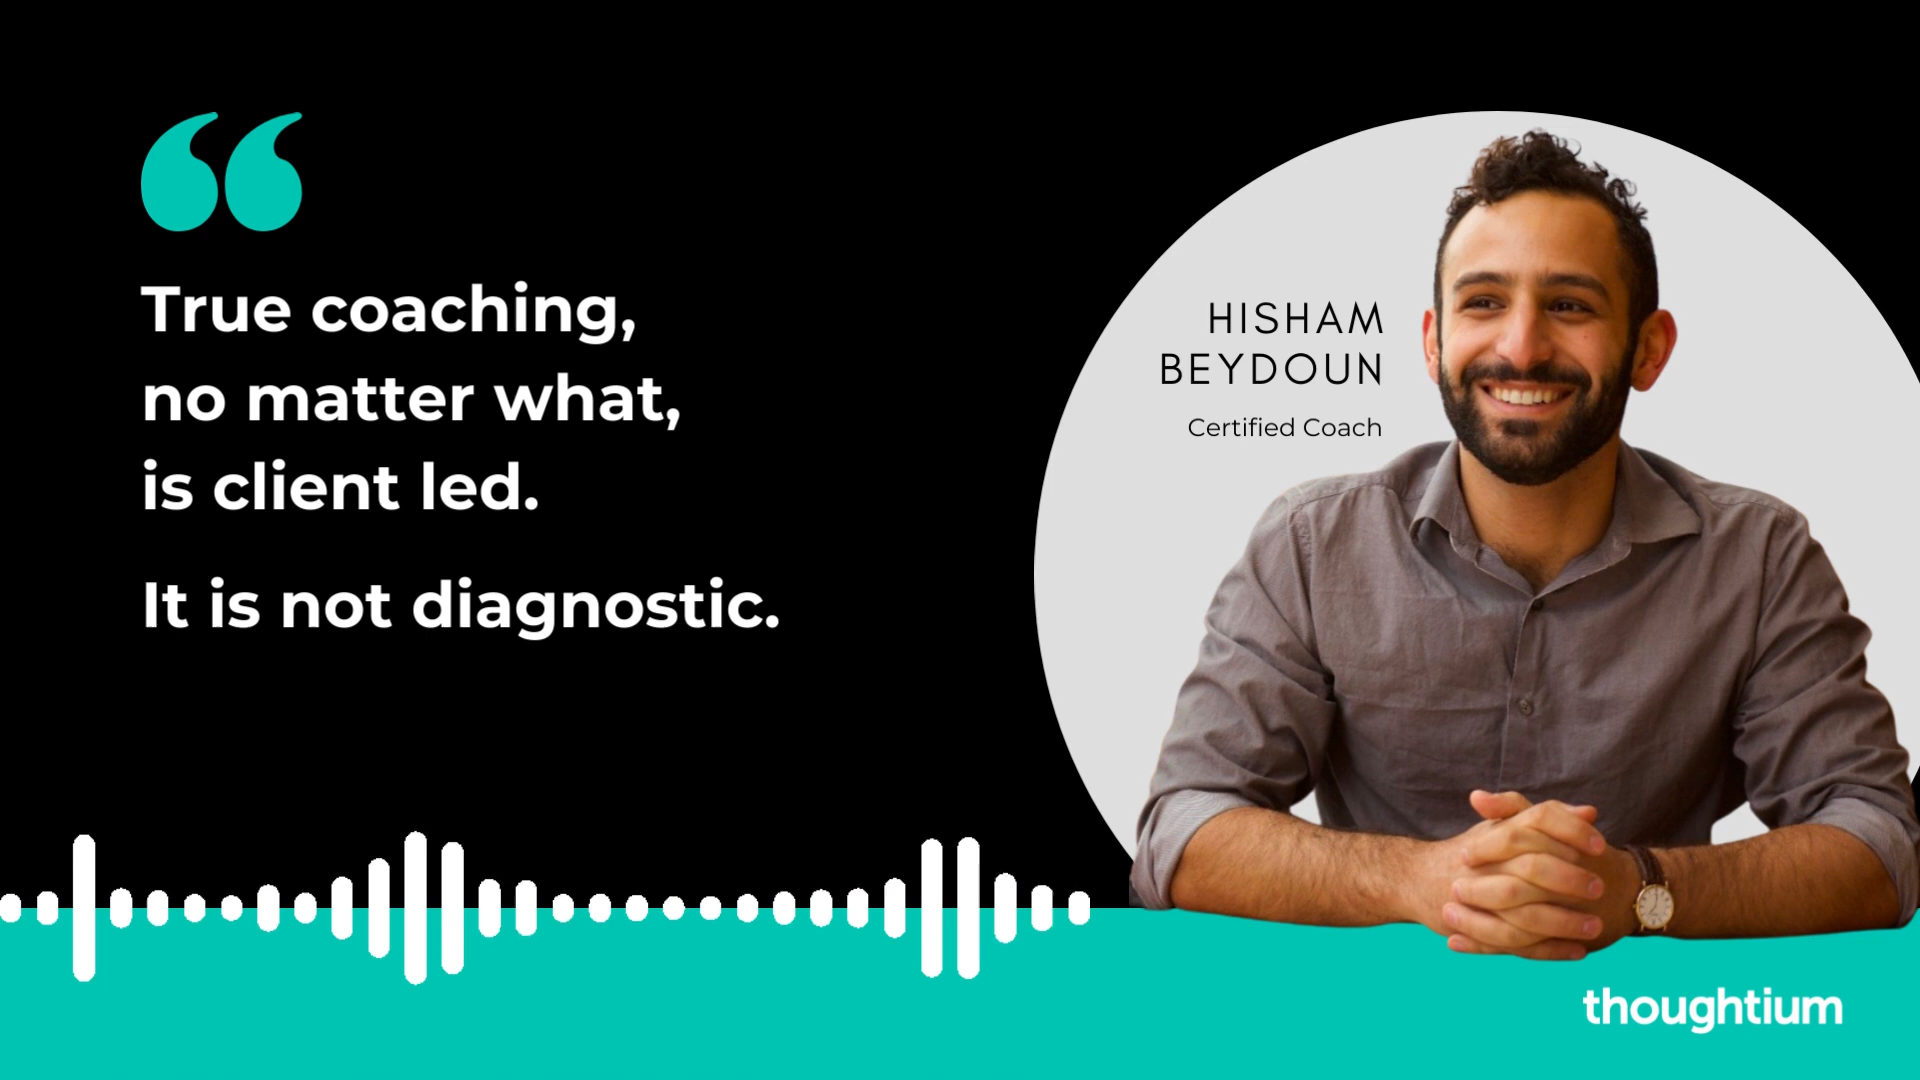 True coaching,
no matter what,
is client led.
It is not diagnostic.
HISHAM
BEYDOUN
Certified Coach
thoughtium